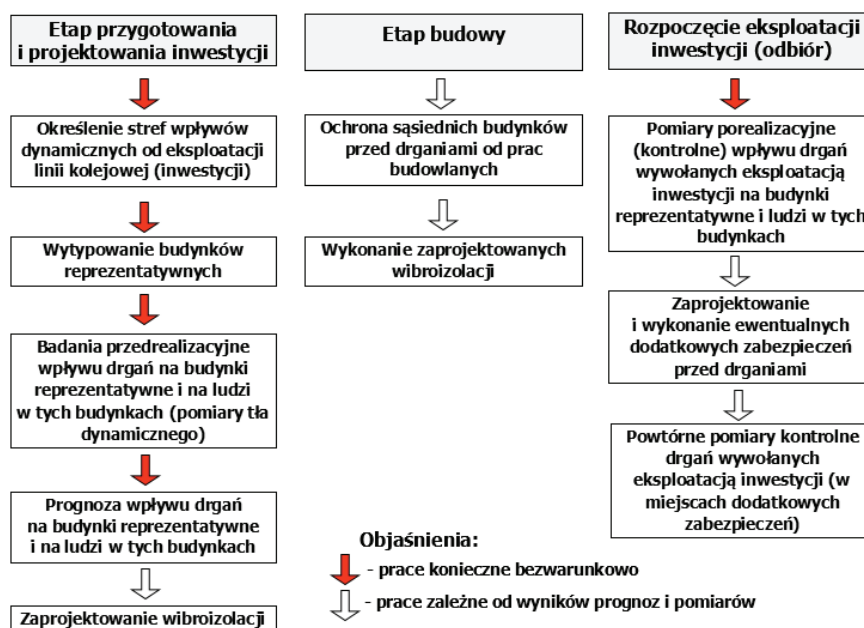 Etap przygotowania
i projektowania inwestycji
Określenie stref wpływów
dynamicznych od eksploatacji
linii kolejowej (inwestycji)
Wytypowanie budynków
reprezentatywnych
Badania przedrealizacyjne
wpływu drgań na budynki
reprezentatywne i na ludzi
w tych budynkach (pomiary tła
dynamicznego)
Prognoza wpływu drgań
na budynki reprezentatywne
i na ludzi w tych budynkach
Zaprojektowanie wibroizolacji
Etap budowy
Ochrona sąsiednich budynków
przed drganiami od prac
budowlanych
Wykonanie zaprojektowanych
wibroizolacji
Rozpoczęcie eksploatacji
inwestycji (odbiór)
Pomiary porealizacyjne
(kontrolne) wpływu drgań
wywołanych eksploatacją
inwestycji na budynki
reprezentatywne i ludzi w tych
budynkach
Zaprojektowanie
i wykonanie ewentualnych
dodatkowych zabezpieczeń
przed drganiami
Powtórne pomiary kontrolne
drgań wywołanych
eksploatacją inwestycji (w
miejscach dodatkowych
zabezpieczeń)
Objaśnienia:
- prace konieczne bezwarunkowo
- prace zależne od wyników prognoz i pomiarów